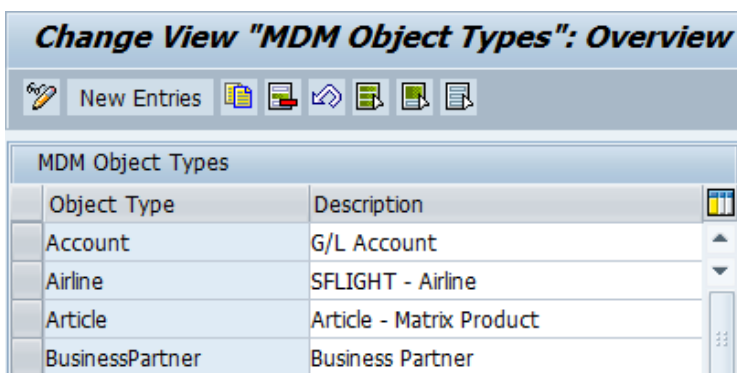 Change View "MDM Object Types": Overview
New Entries
MDM Object Types
Object Type Description
Account G/L Account
Airline SFLIGHT - Airline
Article Article - Matrix Product
BusinessPartner Business Partner